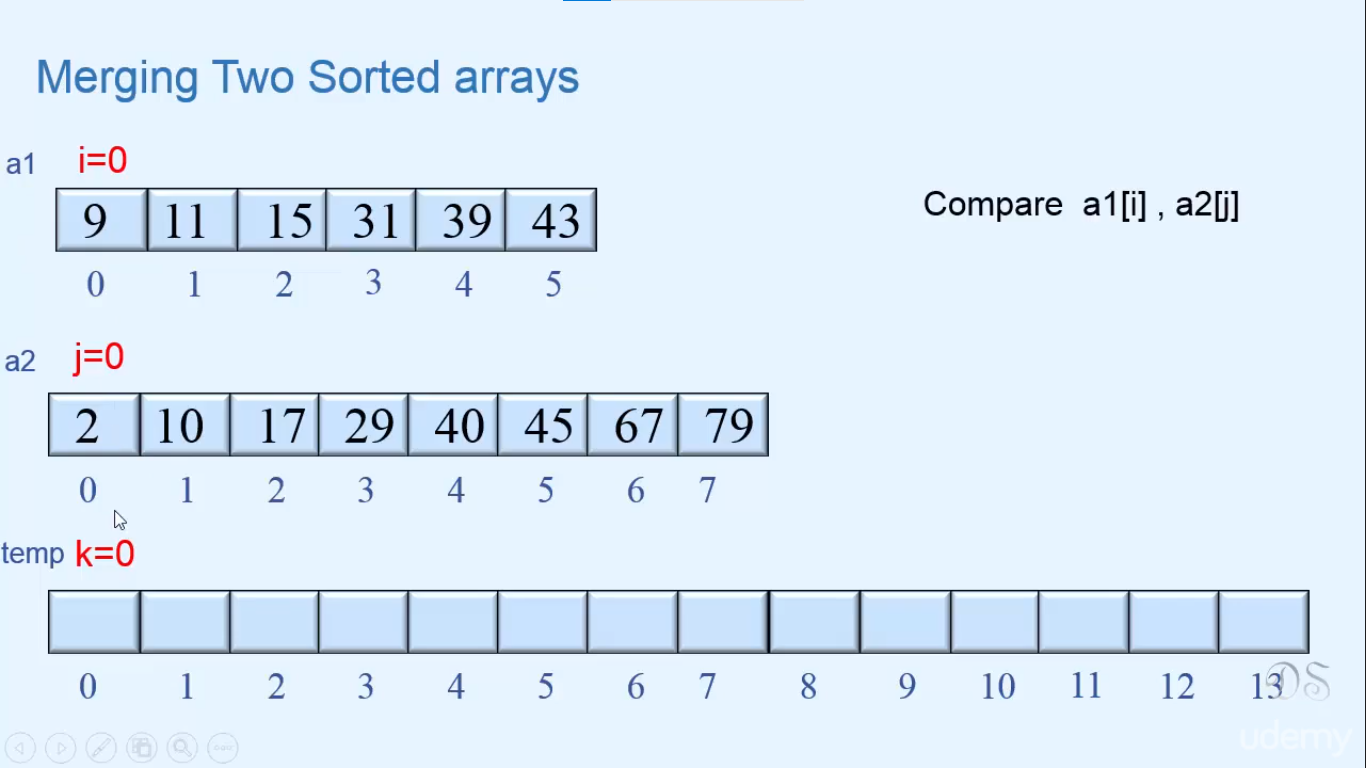 Merging Two Sorted arrays
a1 i=0
Compare a1[i] , a2[j]
9 11 15 31 39 43
0 1 2 3 4 5
a2 j=0
2 10 17 29 40 45 67 79
0 1 2 3 4 5 6 7
temp k=0
0 1 2 3 4 5 6 7 8 9 10 11 12 13
DS
udemy